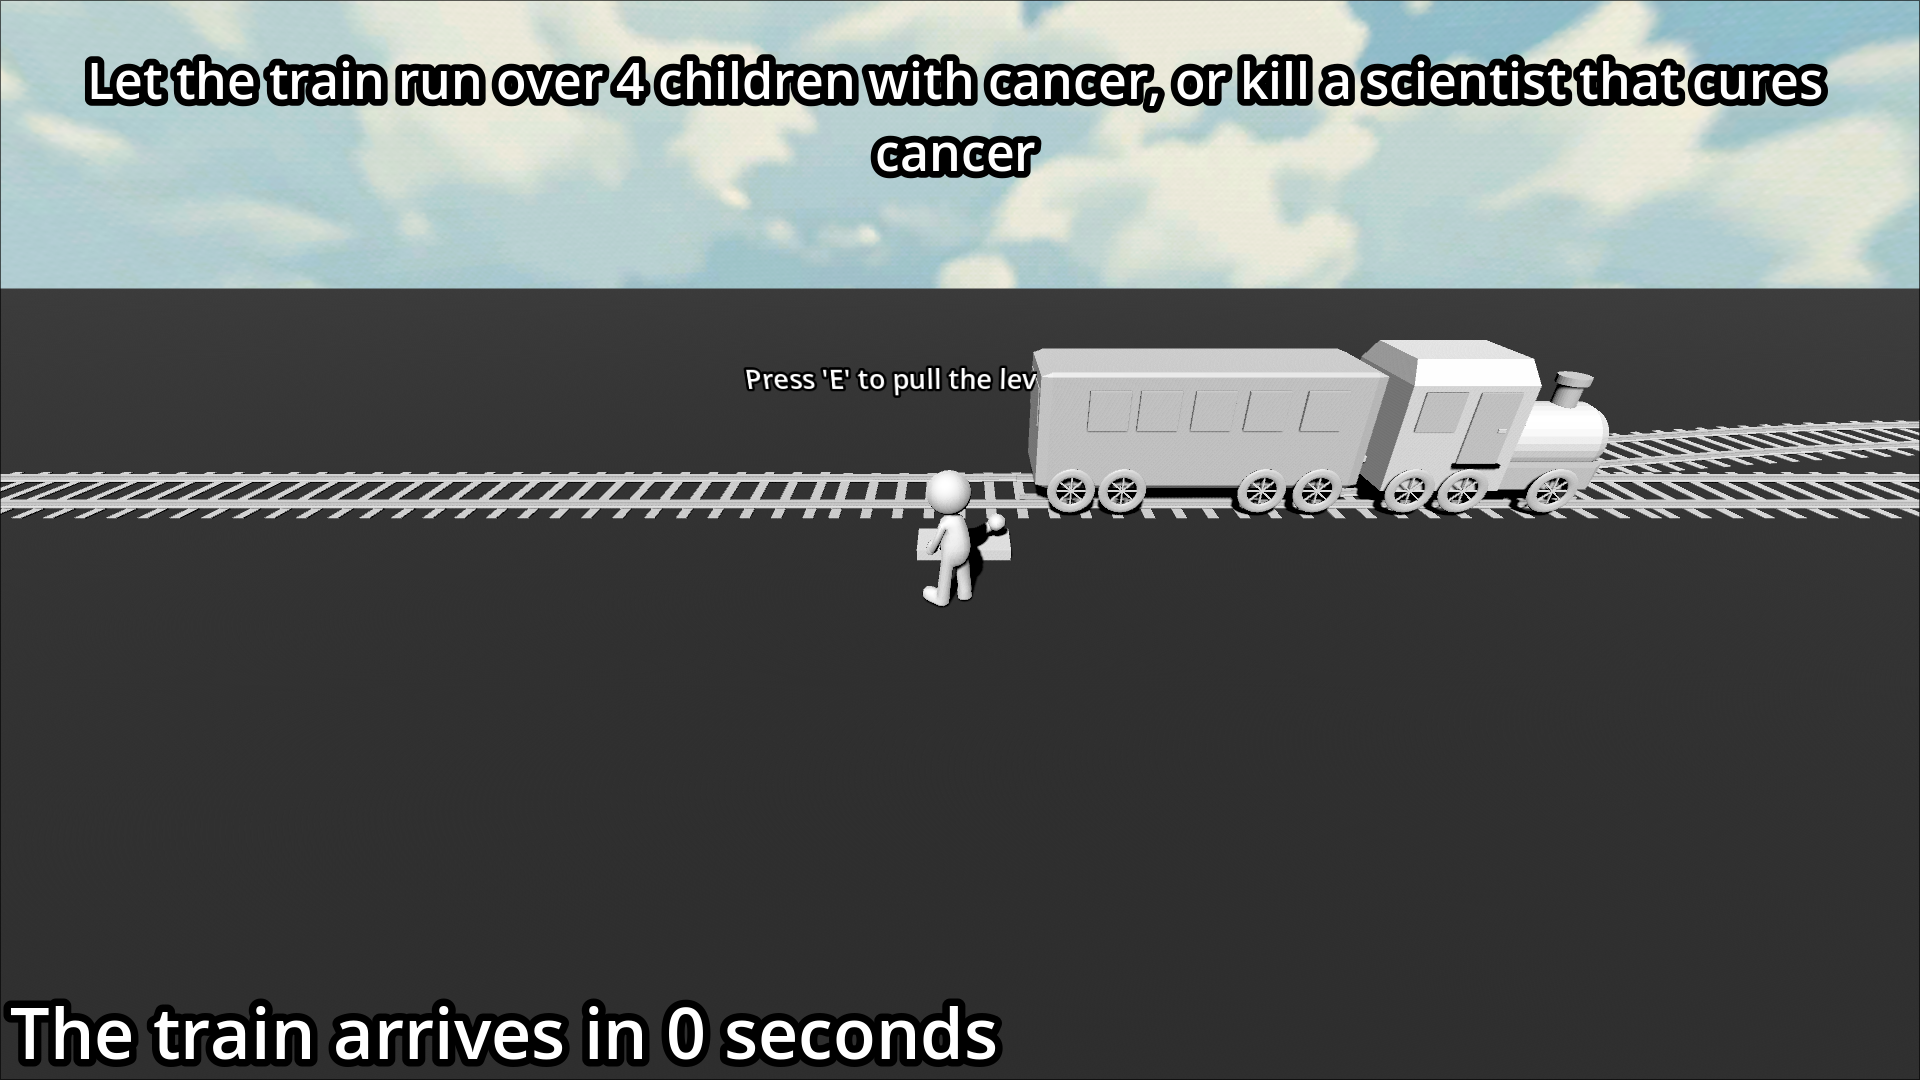 Let the train run over 4 children with cancer, or kill a scientist that cures
cancer
Press 'E' to pull the lev
The train arrives in 0 seconds